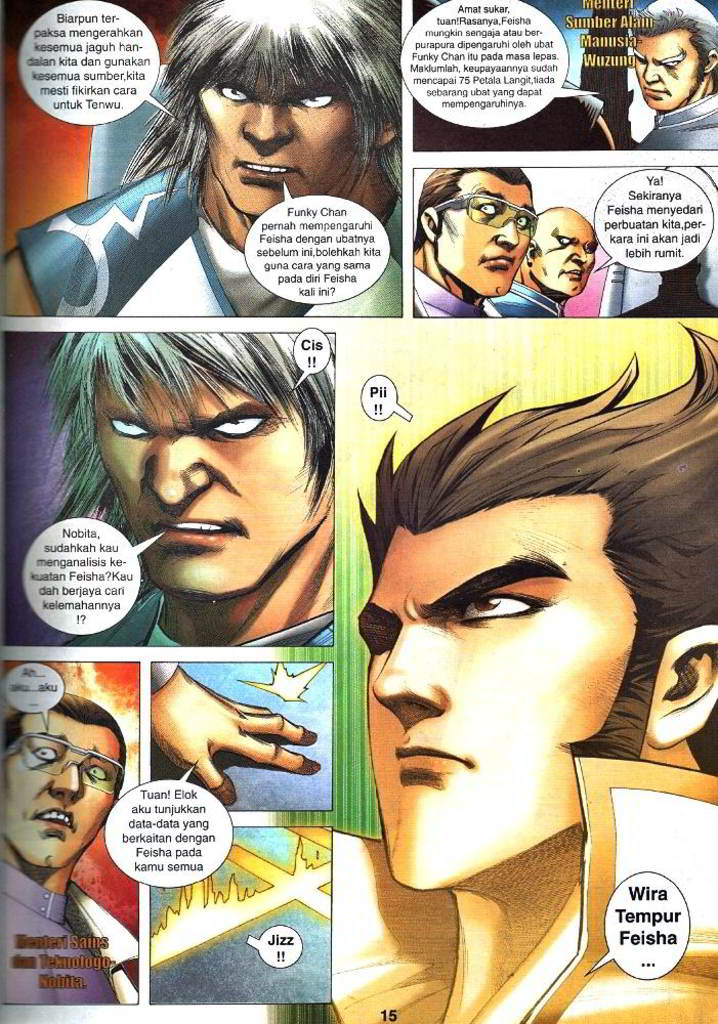 Biarpun ter-
paksa mengerahkan
kesemua jaguh han-
dalan kita dan gunakan
kesemua sumber,kita
mesti fikirkan cara
untuk Tenwu.
Funky Chan
pernah mempengaruhi
Feisha dengan ubatnya
sebelum ini,bolehkah kita
guna cara yang sama
pada diri Feisha
kali ini?
Amat sukar,
tuan!Rasanya,Feisha
mungkin sengaja atau ber-
purapura dipengaruhi oleh ubat
Funky Chan itu pada masa lepas.
Maklumlah, keupayaannya sudah
mencapai 75 Petala Langit,tiada
sebarang ubat yang dapat
mempengaruhinya.
Menteri
Sumber Alam
Manusia-
Wuzung
Ya!
Sekiranya
Feisha menyedari
perbuatan kita,per-
kara ini akan jadi
lebih rumit.
Cis
!!
Nobita,
sudahkah kau
menganalisis ke-
kuatan Feisha?Kau
dah berjaya cari
kelemahannya
!?
Pii
!!
Ah...
aku...aku
...
Menteri Sains
dan Teknologo-
Nobita.
Tuan! Elok
aku tunjukkan
data-data yang
berkaitan dengan
Feisha pada
kamu semua
Jizz
!!
Wira
Tempur
Feisha
...
15